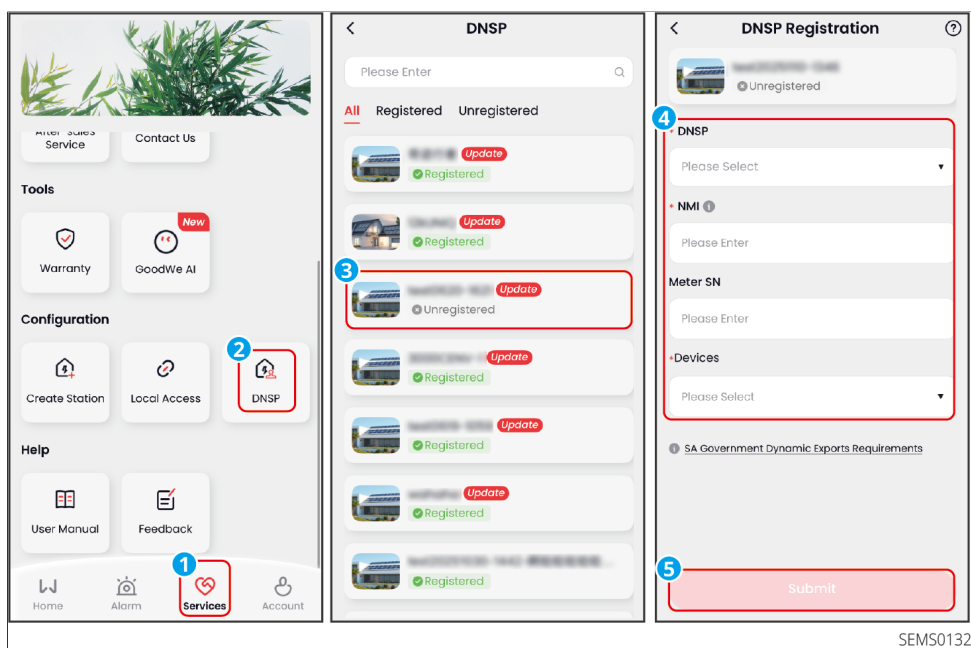 After Sales
Service
Contact Us
Tools
New
Warranty
GoodWe AI
Configuration
2
Create Station
Local Access
DNSP
Help
User Manual
Feedback
1
Home
Alarm
Services
Account
DNSP
Please Enter
All Registered Unregistered
Update
Registered
Update
Registered
3
Update
Unregistered
Update
Registered
Update
Registered
Update
Registered
Registered
DNSP Registration
Unregistered
4
* DNSP
Please Select
* NMI
Please Enter
Meter SN
Please Enter
*Devices
Please Select
SA Government Dynamic Exports Requirements
5
Submit
SEMS0132